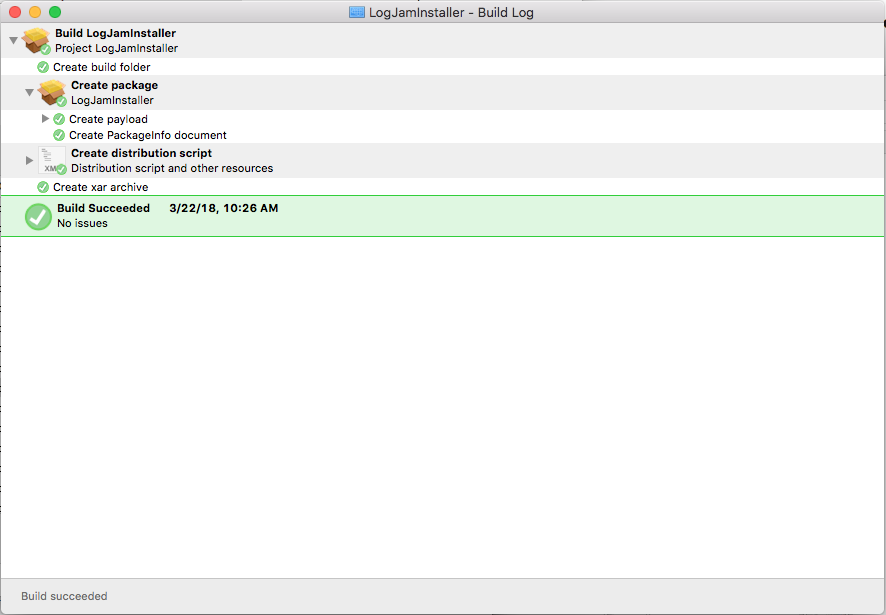 LogJamInstaller - Build Log
Build LogJamInstaller
Project LogJamInstaller
Create build folder
Create package
LogJamInstaller
Create payload
Create PackageInfo document
Create distribution script
XM
Distribution script and other resources
Create xar archive
Build Succeeded 3/22/18, 10:26 AM
No issues
Build succeeded